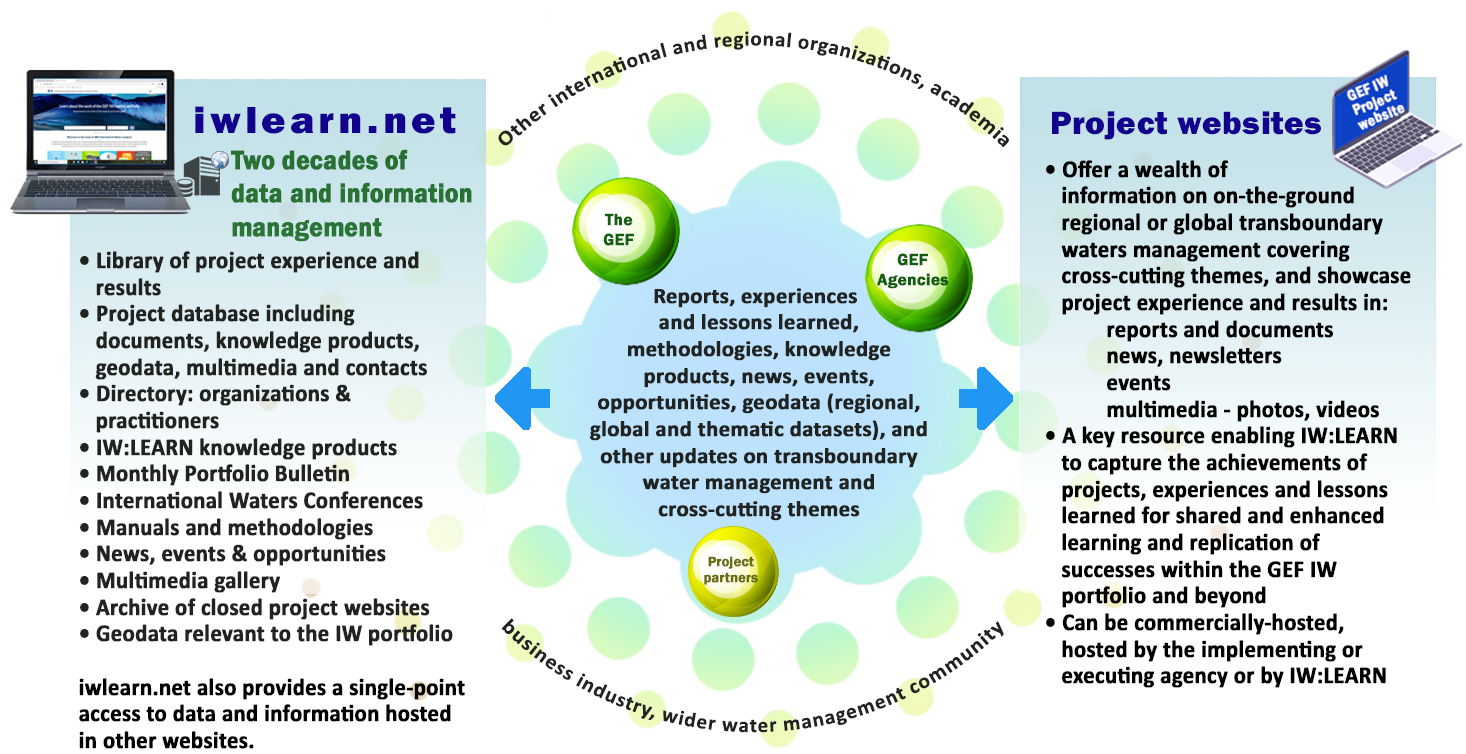 Other international and regional organizations, academia
iwlearn.net
Two decades of
data and information
management
• Library of project experience and
results
• Project database including
documents, knowledge products,
geodata, multimedia and contacts
• Directory: organizations &
practitioners
• IW:LEARN knowledge products
• Monthly Portfolio Bulletin
• International Waters Conferences
• Manuals and methodologies
• News, events & opportunities
• Multimedia gallery
• Archive of closed project websites
• Geodata relevant to the IW portfolio
iwlearn.net also provides a single-point
access to data and information hosted
in other websites.
The
GEF
GEF
Agencies
Reports, experiences
and lessons learned,
methodologies, knowledge
products, news, events,
opportunities, geodata (regional,
global and thematic datasets), and
other updates on transboundary
water management and
cross-cutting themes
Project
partners
business industry, wider water management community
GEF IW
Project
website
Project websites
• Offer a wealth of
information on on-the-ground
regional or global transboundary
waters management covering
cross-cutting themes, and showcase
project experience and results in:
reports and documents
news, newsletters
events
multimedia - photos, videos
• A key resource enabling IW:LEARN
to capture the achievements of
projects, experiences and lessons
learned for shared and enhanced
learning and replication of
successes within the GEF IW
portfolio and beyond
• Can be commercially-hosted,
hosted by the implementing or
executing agency or by IW:LEARN